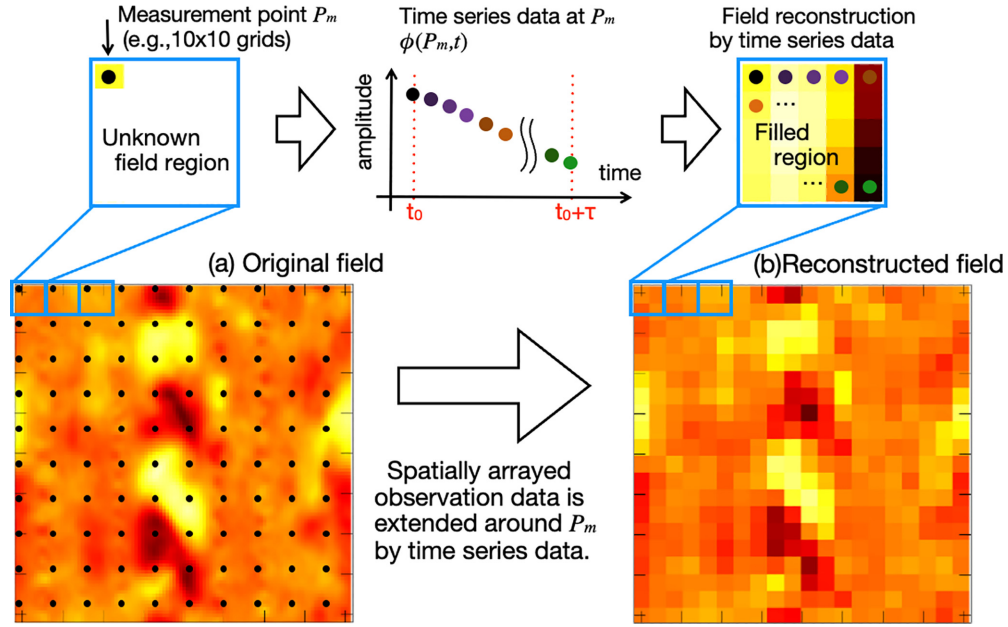 Measurement point Pm
(e.g.,10x10 grids)
Time series data at Pm
ϕ(Pm,t)
Field reconstruction
by time series data
Unknown
field region
amplitude
time
t0
t0+τ
...
Filled
region
...
(a) Original field
(b)Reconstructed field
Spatially arrayed
observation data is
extended around Pm
by time series data.